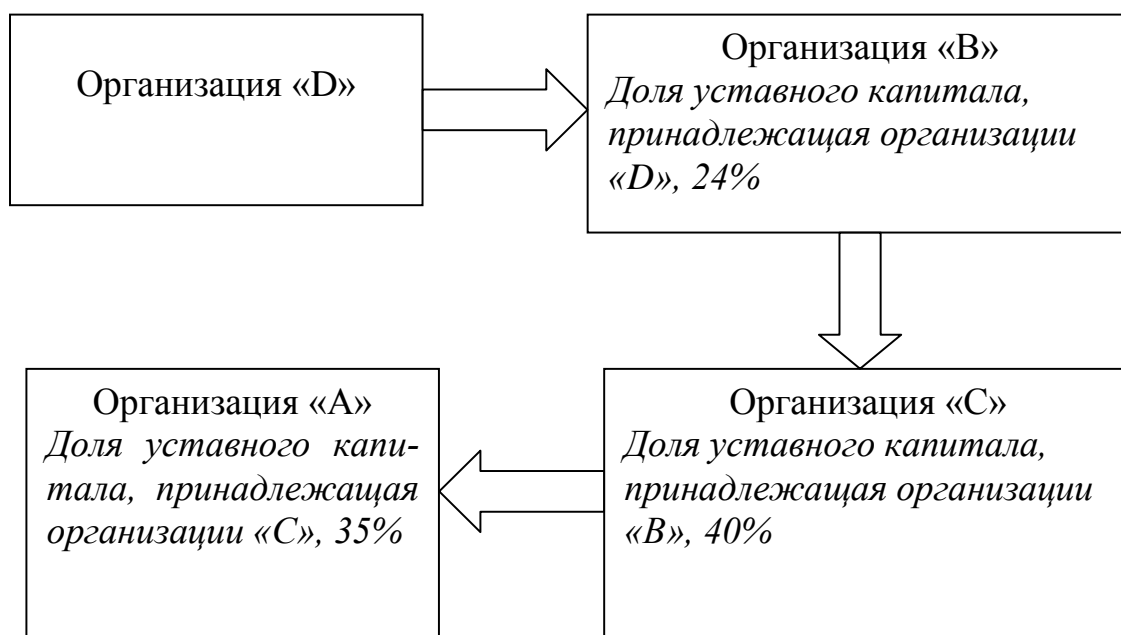 Организация «D»
Организация «B»
Доля уставного капитала,
принадлежащая организации
«D», 24%
Организация «A»
Доля уставного капи-
тала, принадлежащая
организации «C», 35%
Организация «C»
Доля уставного капитала,
принадлежащая организации
«B», 40%